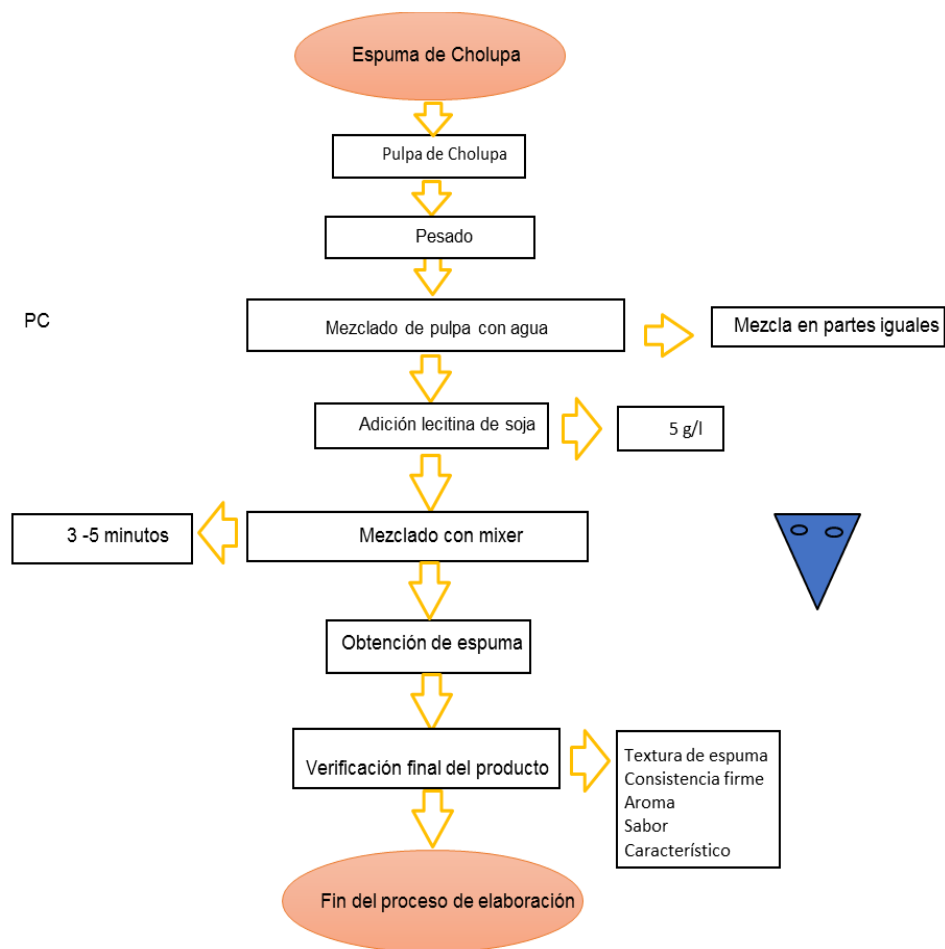 Espuma de Cholupa
Pulpa de Cholupa
Pesado
PC
Mezclado de pulpa con agua
Mezcla en partes iguales
Adición lecitina de soja
5 g/l
3 -5 minutos
Mezclado con mixer
Obtención de espuma
Verificación final del producto
Textura de espuma
Consistencia firme
Aroma
Sabor
Característico
Fin del proceso de elaboración